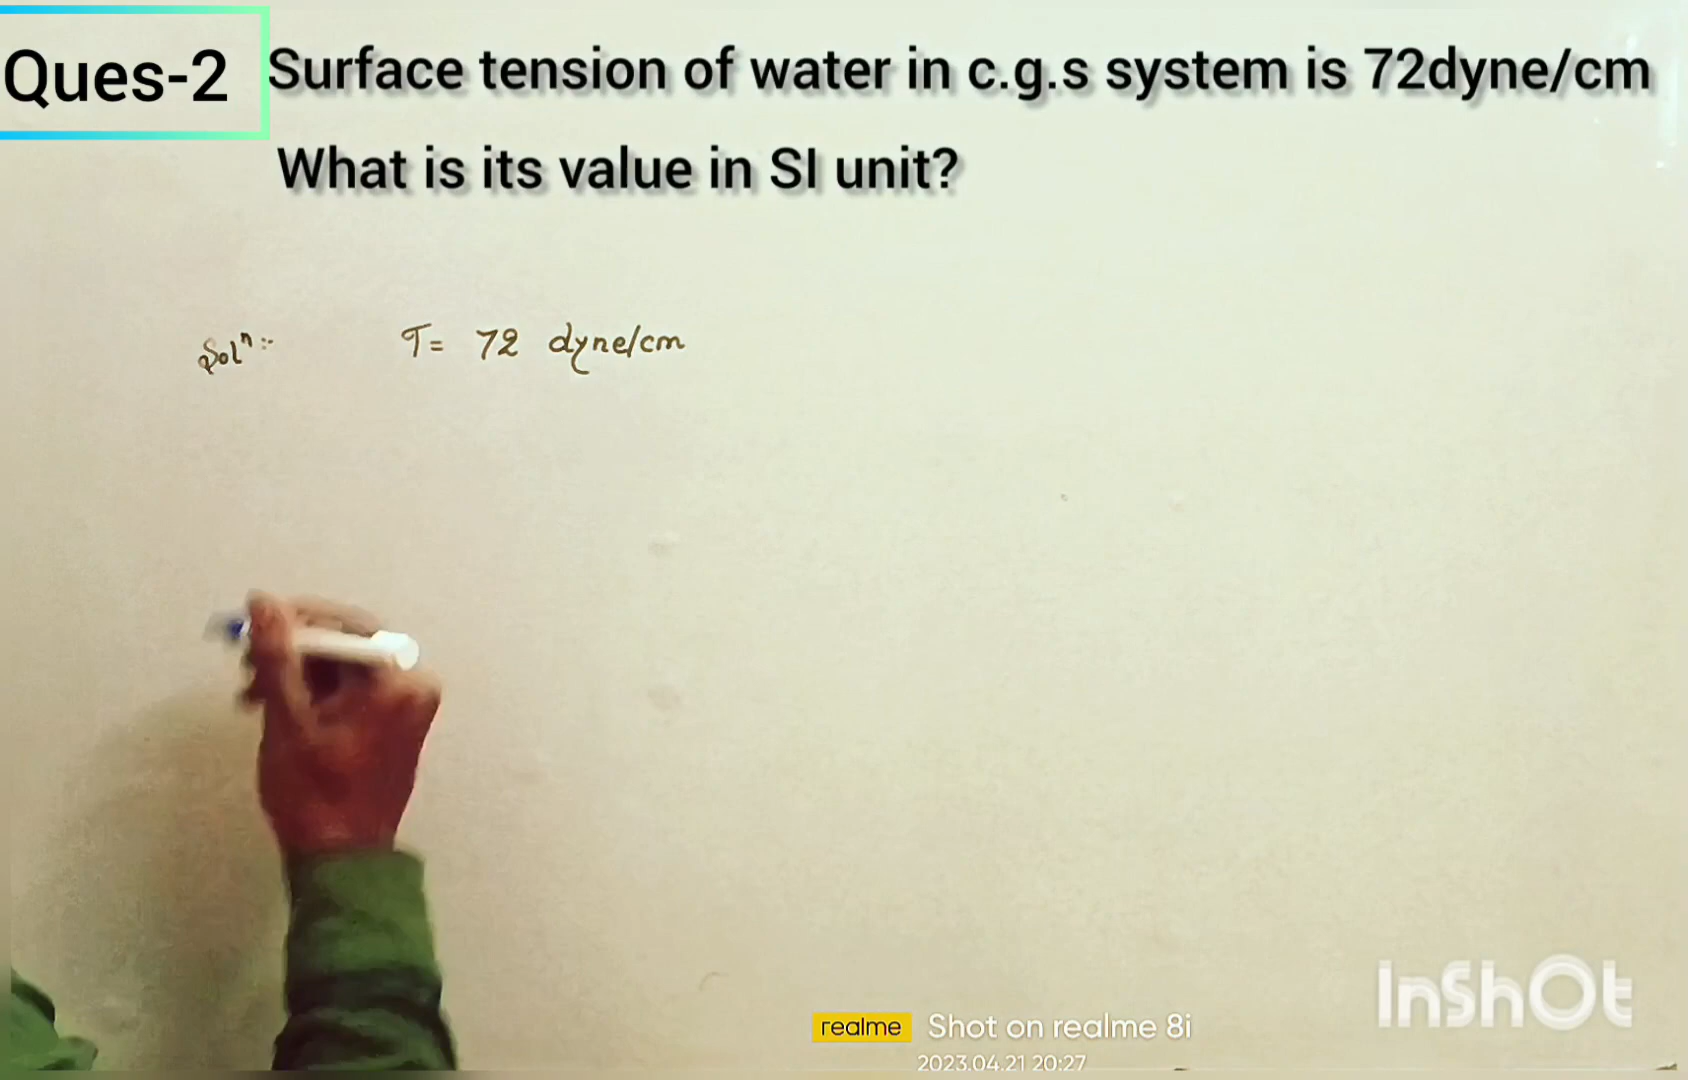 Ques-2
Surface tension of water in c.g.s system is 72dyne/cm
What is its value in SI unit?
Solⁿ:- T= 72 dyne/cm
InShOt
realme Shot on realme 8i
2023.04.21 20:27